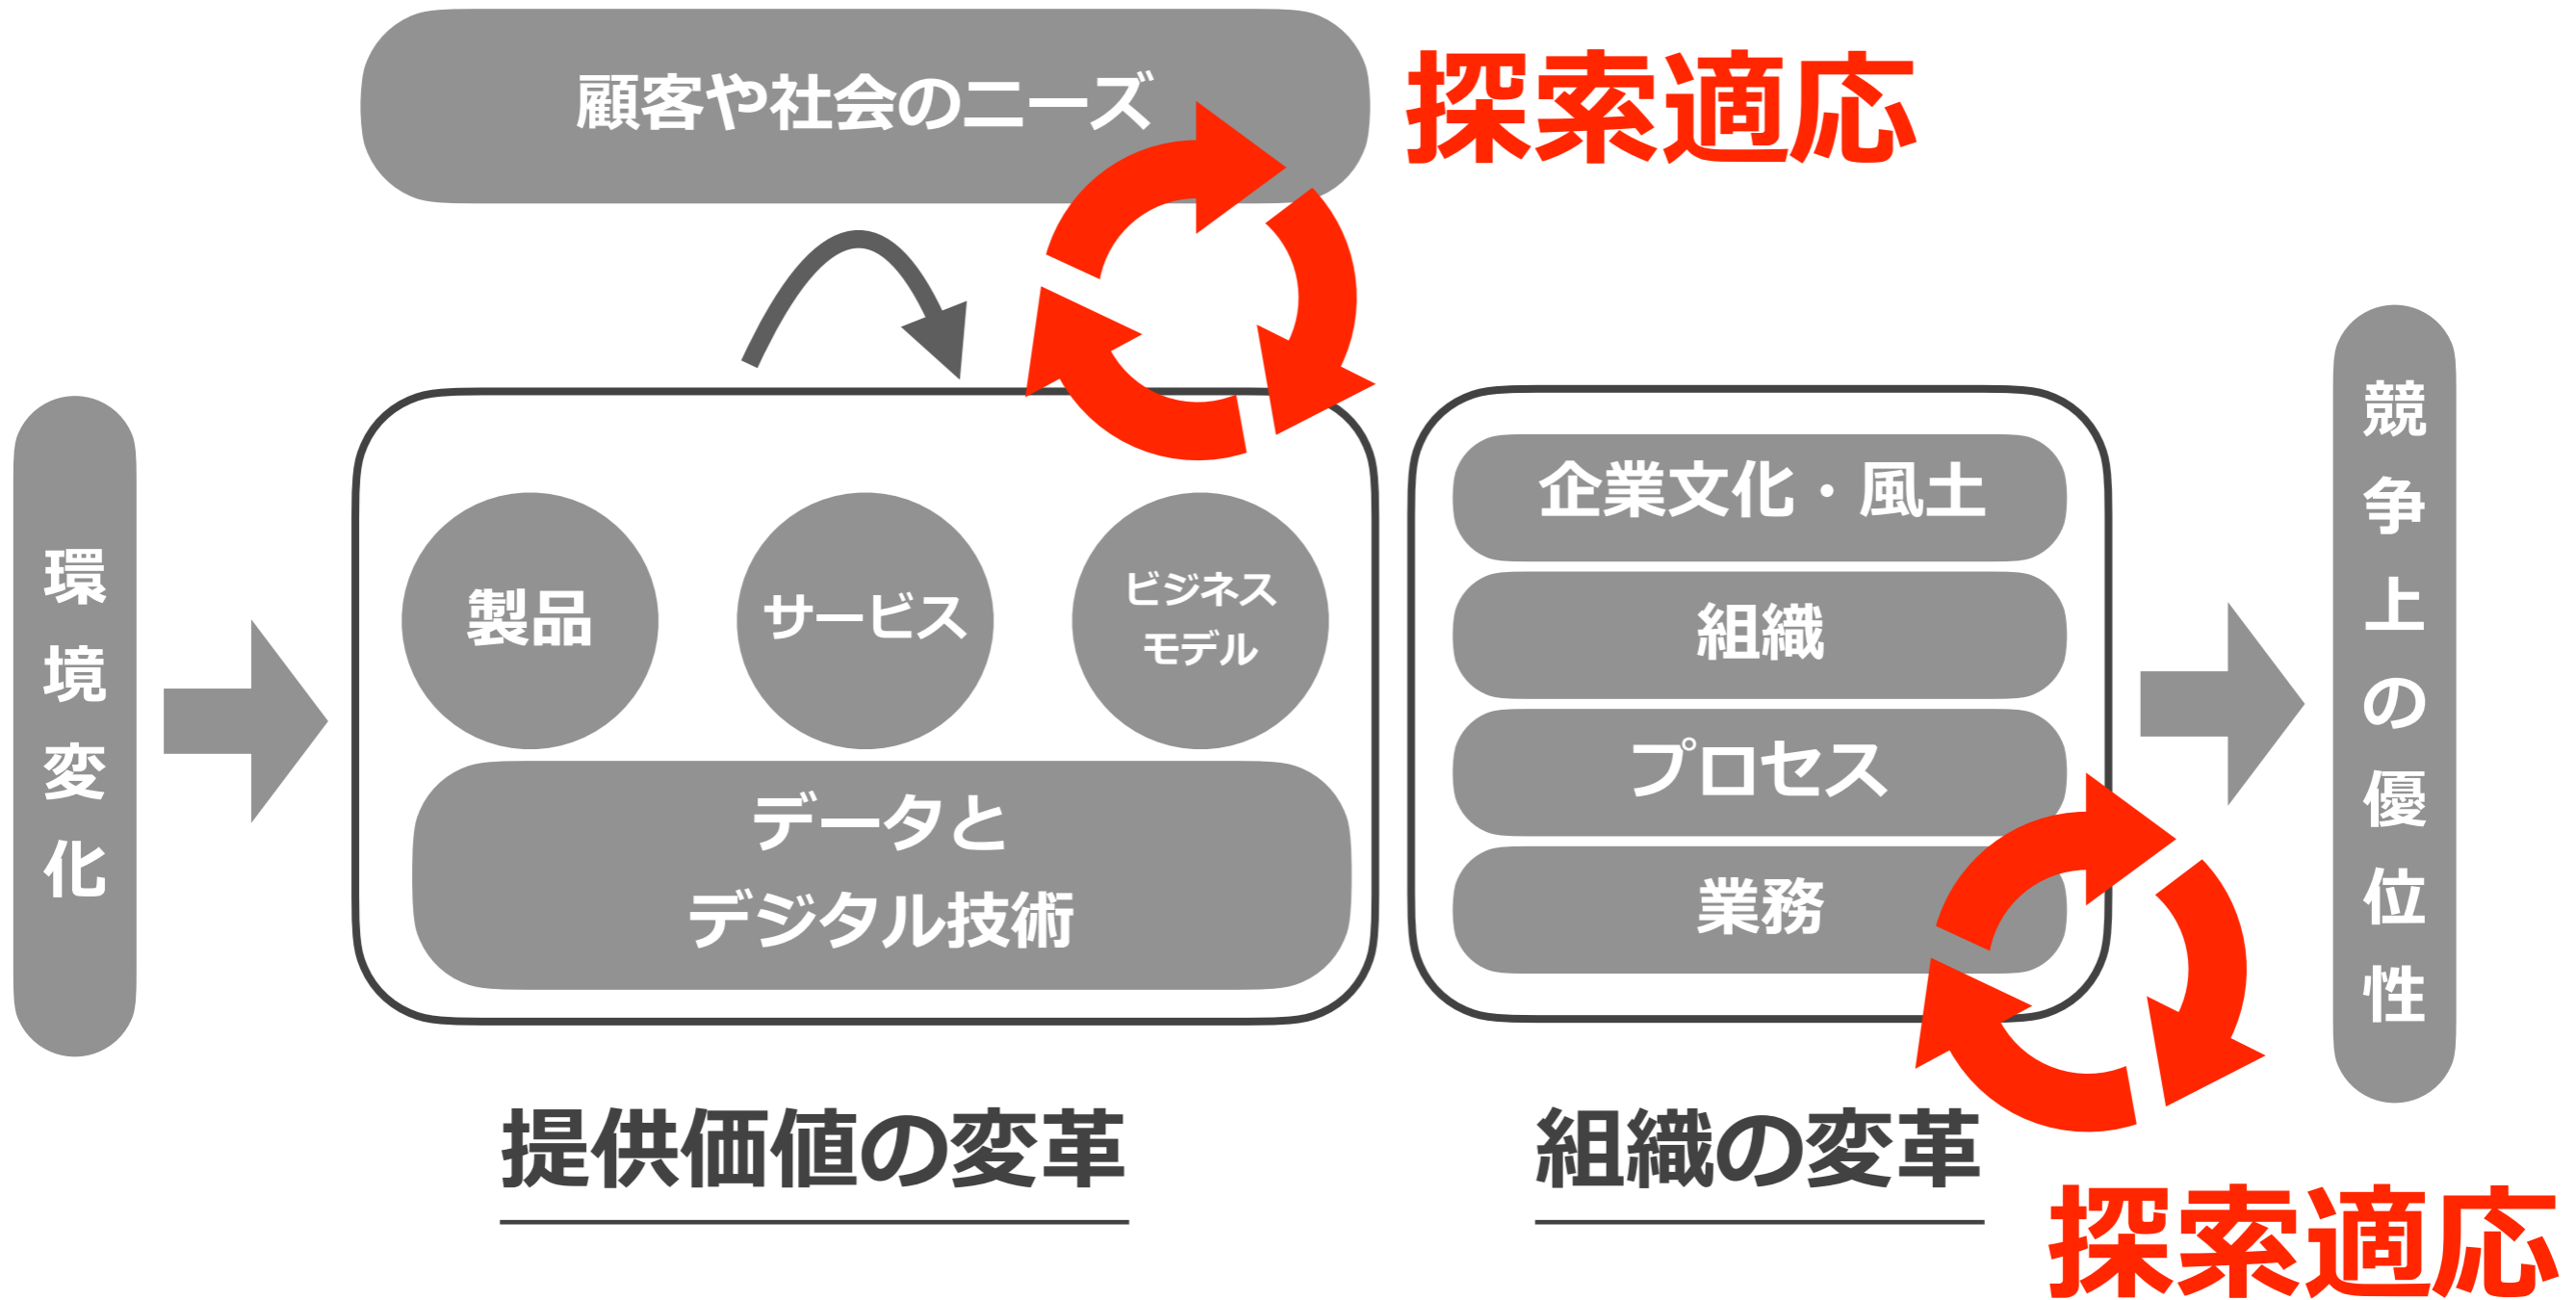 顧客や社会のニーズ
探索適応
環境変化
製品
サービス
ビジネス
モデル
データと
デジタル技術
提供価値の変革
企業文化・風土
組織
プロセス
業務
組織の変革
探索適応
競争上の優位性